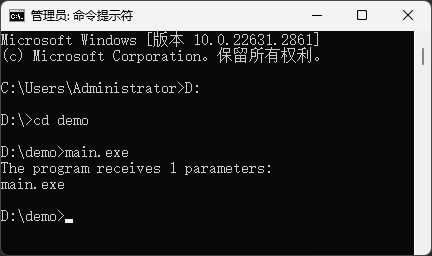 管理员: 命令提示符
Microsoft Windows [版本 10.0.22631.2861]
(c) Microsoft Corporation。保留所有权利。
C:\Users\Administrator>D:
D:\>cd demo
D:\demo>main.exe
The program receives 1 parameters:
main.exe
D:\demo>